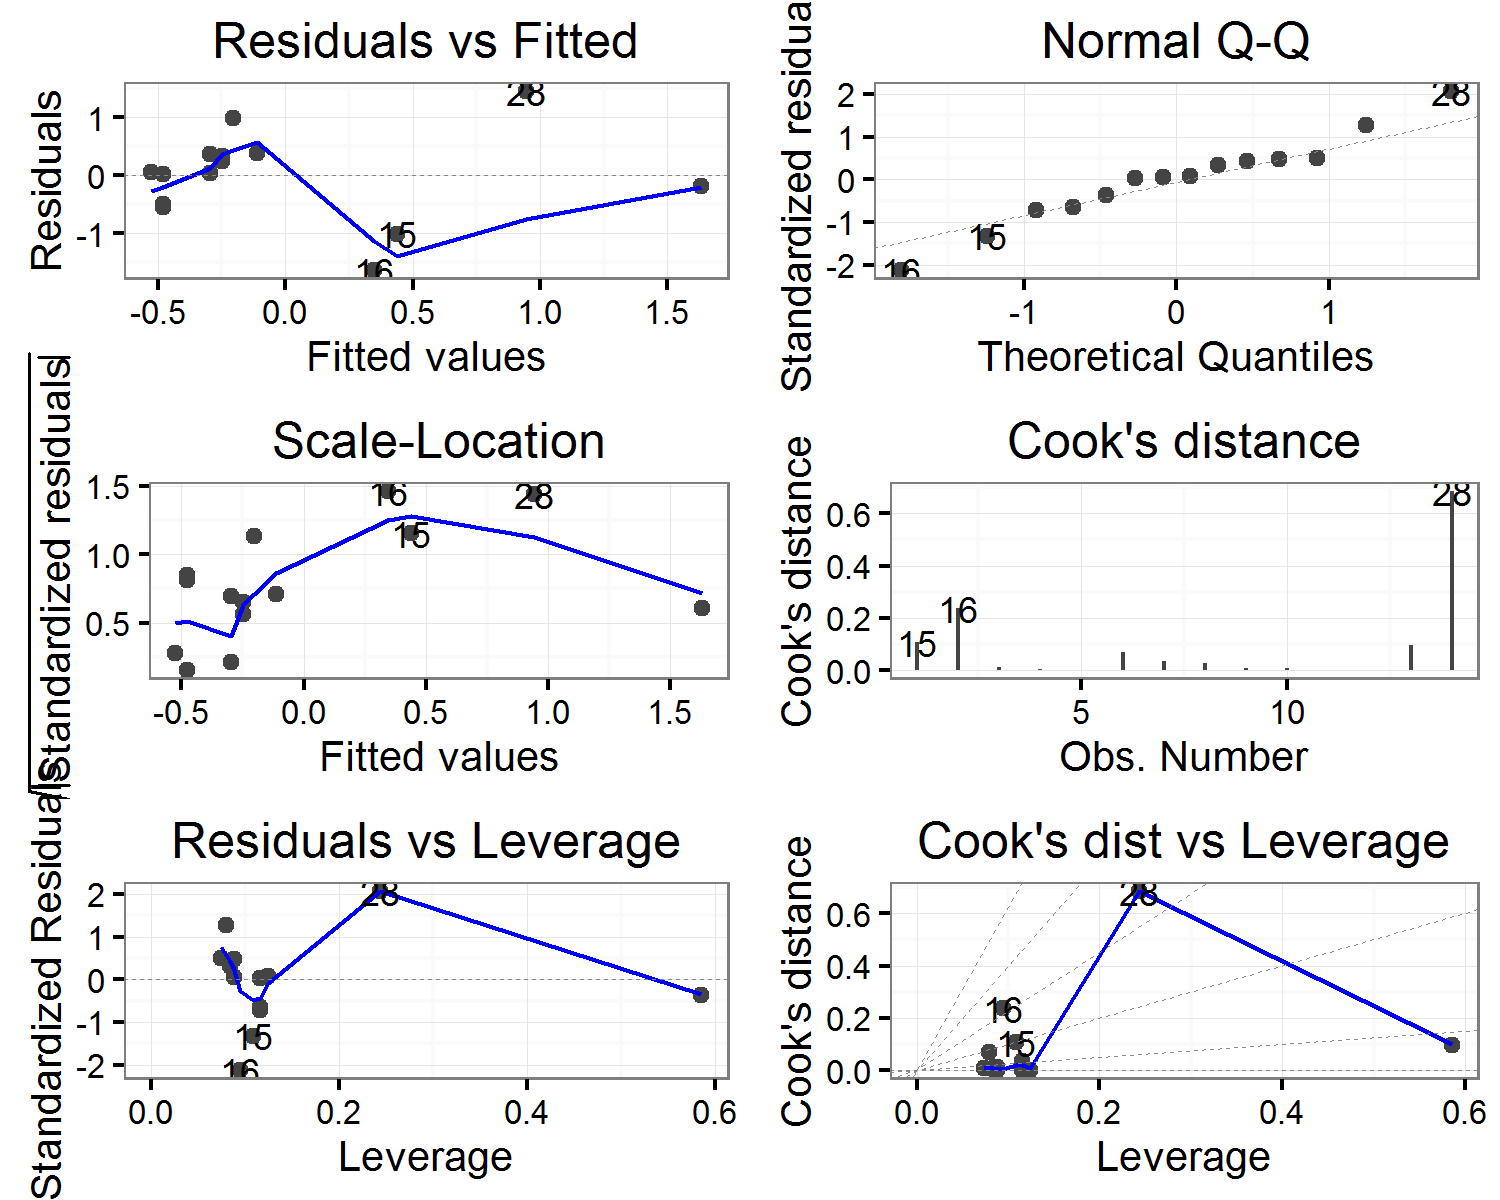 Residuals vs Fitted
Residuals
1
0
-1
28
15
16
-0.5 0.0 0.5 1.0 1.5
Fitted values
Normal Q-Q
Standardized residua
2
1
0
-1
-2
28
15
16
-1 0 1
Theoretical Quantiles
Scale-Location
Standardized residuals
1.5
1.0
0.5
16
28
15
-0.5 0.0 0.5 1.0 1.5
Fitted values
Cook's distance
Cook's distance
0.6
0.4
0.2
0.0
28
16
15
5 10
Obs. Number
Residuals vs Leverage
Standardized Residuals
2
1
0
-1
-2
28
15
16
0.0 0.2 0.4 0.6
Leverage
Cook's dist vs Leverage
Cook's distance
0.6
0.4
0.2
0.0
28
16
15
0.0 0.2 0.4 0.6
Leverage